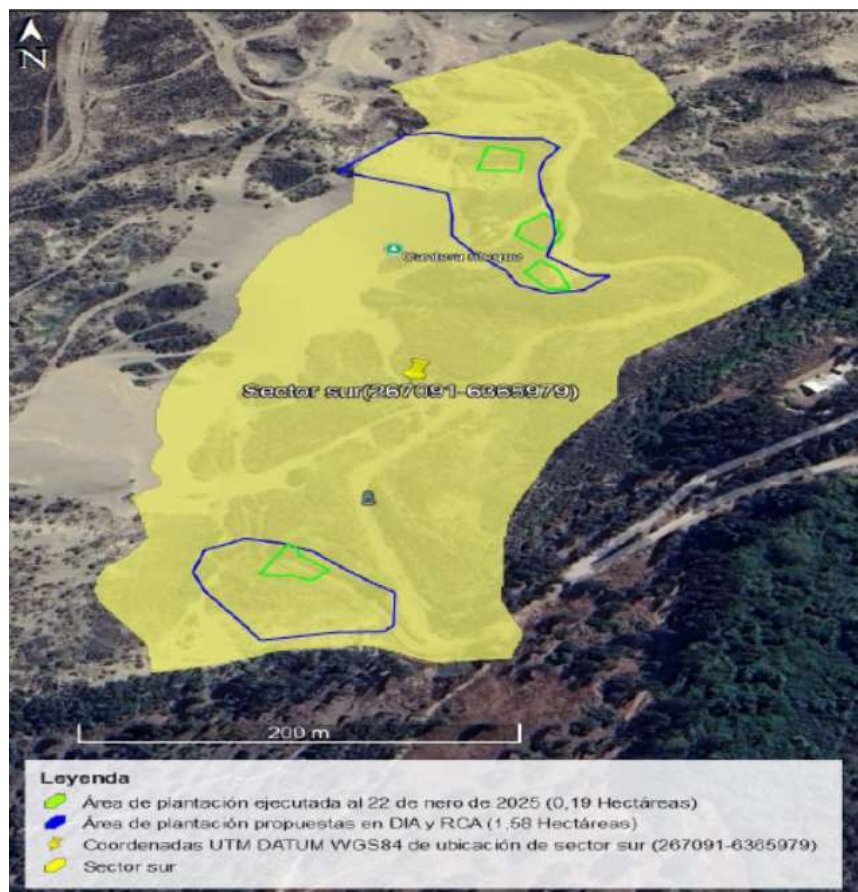 N
Sector sur(267091-6365979)
200 m
Leyenda
Área de plantación ejecutada al 22 de nero de 2025 (0,19 Hectáreas)
Área de plantación propuestas en DIA y RCA (1,58 Hectáreas)
Coordenadas UTM DATUM WGS84 de ubicación de sector sur (267091-6365979)
Sector sur